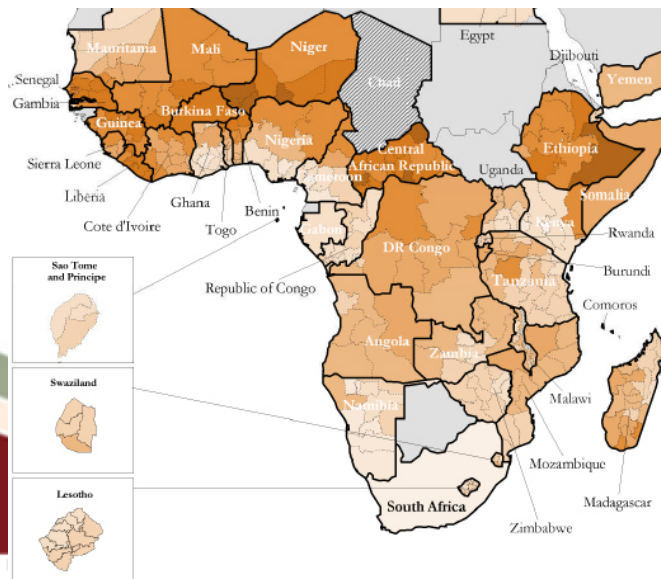 Mauritania
Mali
Niger
Egypt
Djibouti
Senegal
Chad
Yemen
Gambia
Burkina Faso
Guinea
Nigeria
Central
African Republic
Ethiopia
Sierra Leone
Uganda
Cameroon
Somalia
Liberia
Ghana
Benin
Kenya
Cote d'Ivoire
Togo
Gabon
Rwanda
DR Congo
Burundi
Sao Tome
and Principe
Republic of Congo
Tanzania
Comoros
Angola
Zambia
Malawi
Swaziland
Namibia
Mozambique
Madagascar
Lesotho
South Africa
Zimbabwe